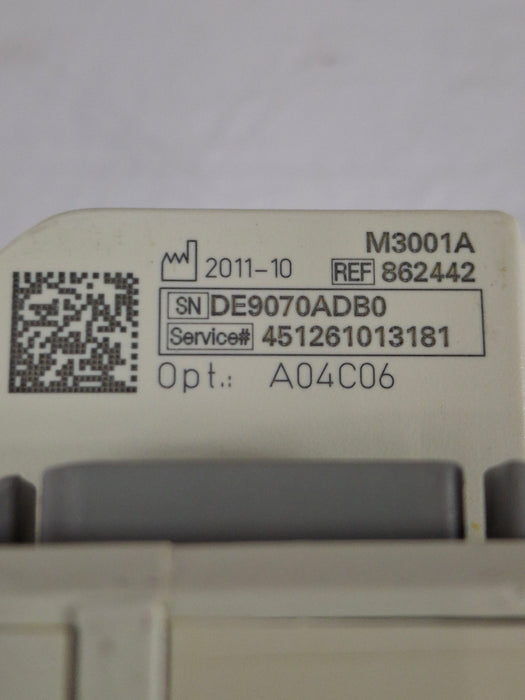 M3001A
2011-10 REF 862442
SN DE9070ADB0
Service# 451261013181
Opt.: A04C06